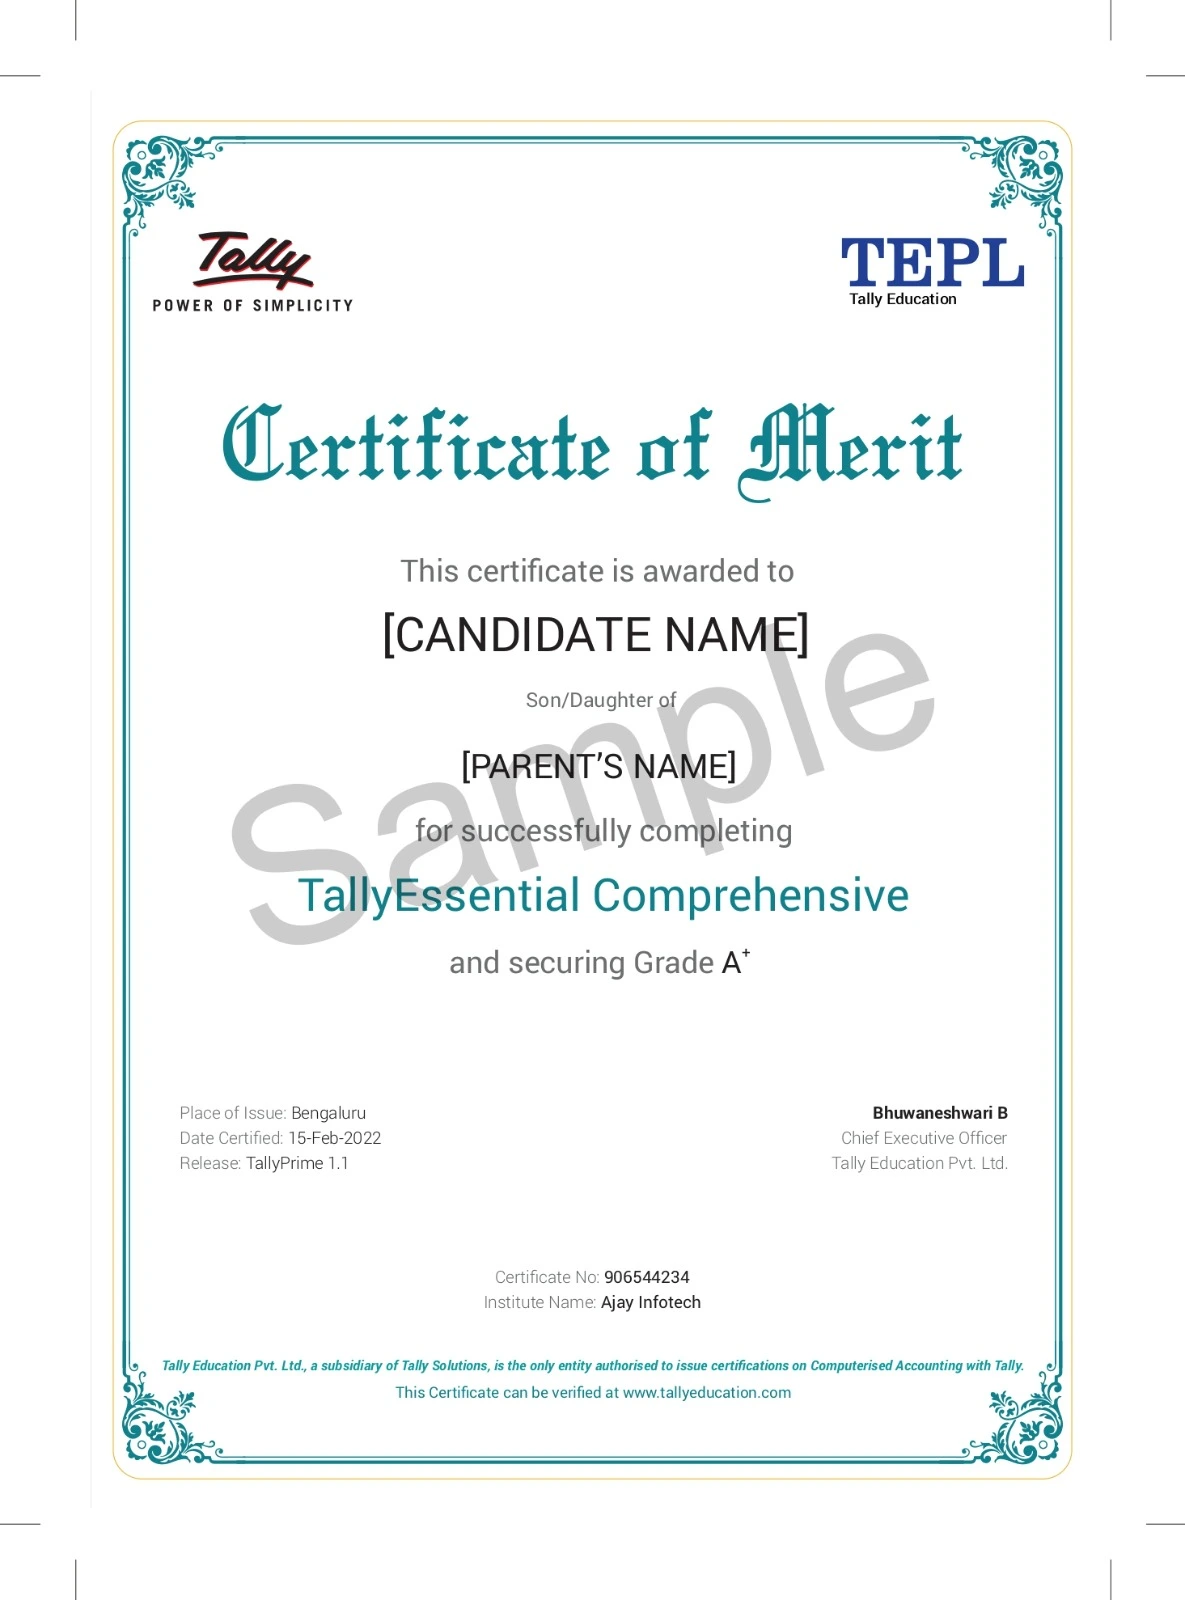 Tally
POWER OF SIMPLICITY
TEPL
Tally Education
Certificate of Merit
This certificate is awarded to
[CANDIDATE NAME]
Son/Daughter of
[PARENT’S NAME]
for successfully completing
TallyEssential Comprehensive
and securing Grade A⁺
Sample
Place of Issue: Bengaluru
Date Certified: 15-Feb-2022
Release: TallyPrime 1.1
Bhuwaneshwari B
Chief Executive Officer
Tally Education Pvt. Ltd.
Certificate No: 906544234
Institute Name: Ajay Infotech
Tally Education Pvt. Ltd., a subsidiary of Tally Solutions, is the only entity authorised to issue certifications on Computerised Accounting with Tally.
This Certificate can be verified at www.tallyeducation.com